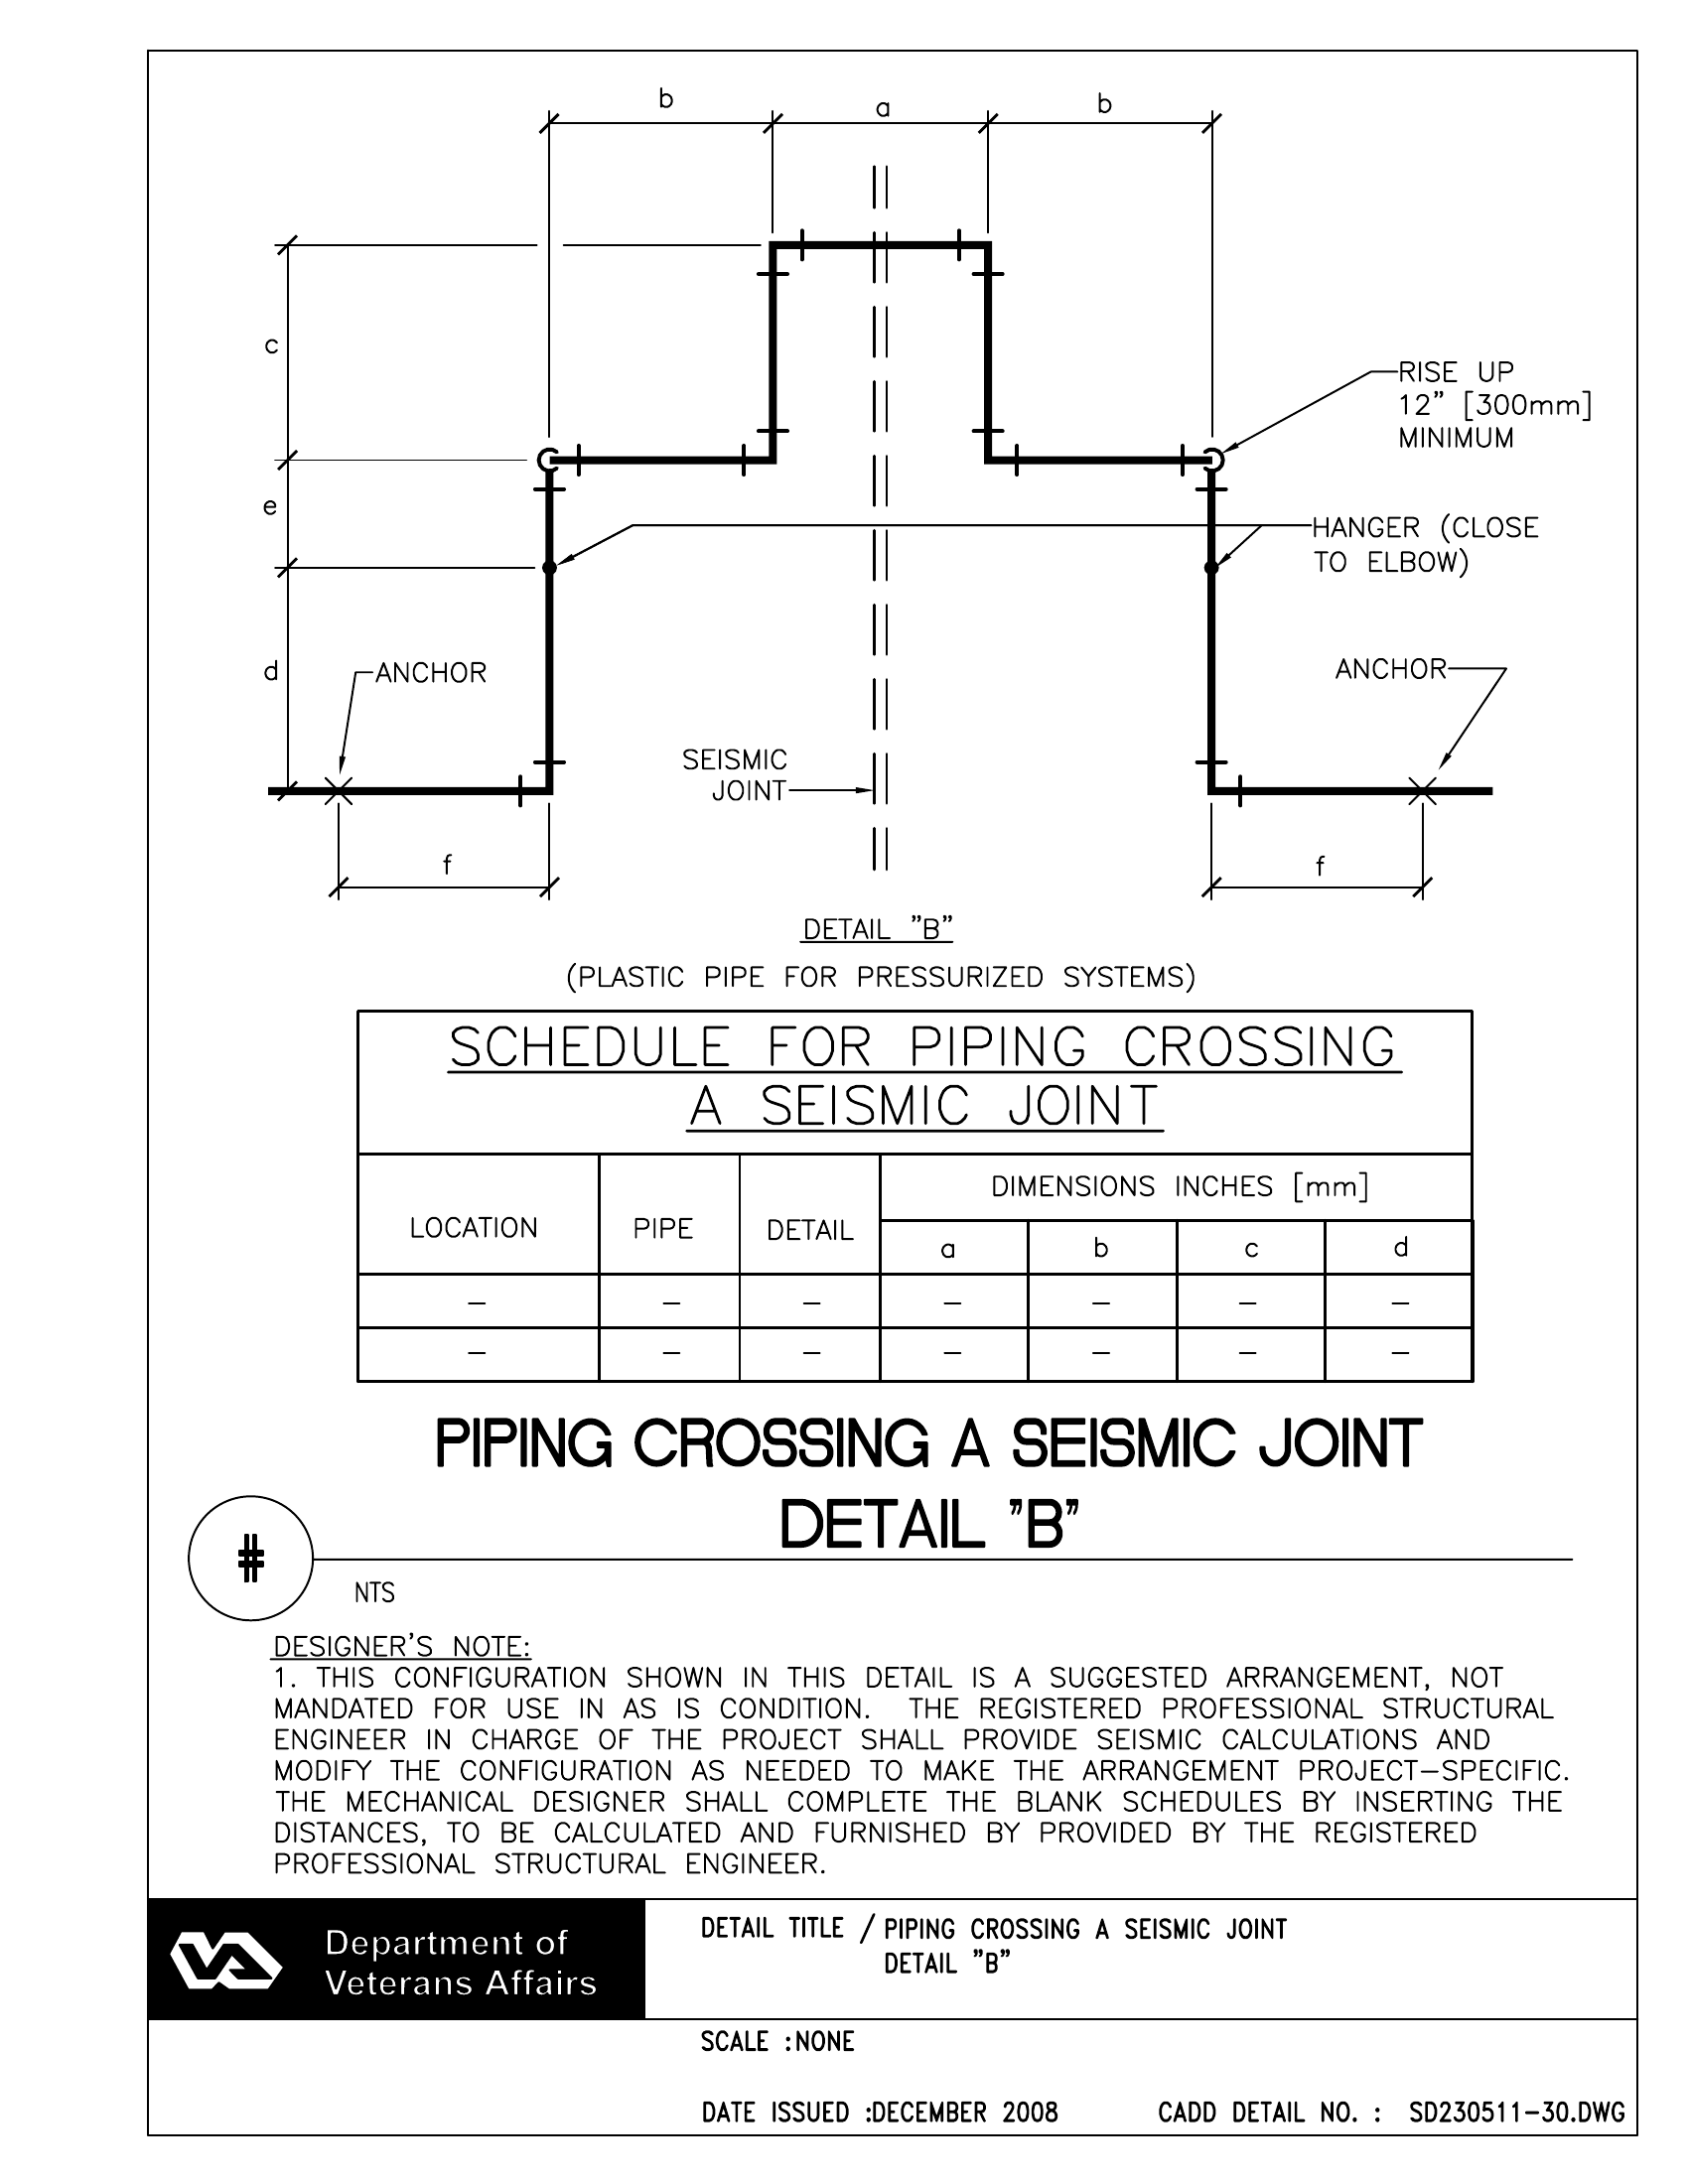 b a b
c
RISE UP
12” [300mm]
MINIMUM
e
HANGER (CLOSE
TO ELBOW)
d
ANCHOR
ANCHOR
SEISMIC
JOINT
f f
DETAIL ”B”
(PLASTIC PIPE FOR PRESSURIZED SYSTEMS)
SCHEDULE FOR PIPING CROSSING
A SEISMIC JOINT
LOCATION PIPE DETAIL DIMENSIONS INCHES [mm]
a b c d
– – – – – – –
– – – – – – –
PIPING CROSSING A SEISMIC JOINT
DETAIL ”B”
#
NTS
DESIGNER'S NOTE:
1. THIS CONFIGURATION SHOWN IN THIS DETAIL IS A SUGGESTED ARRANGEMENT, NOT
MANDATED FOR USE IN AS IS CONDITION. THE REGISTERED PROFESSIONAL STRUCTURAL
ENGINEER IN CHARGE OF THE PROJECT SHALL PROVIDE SEISMIC CALCULATIONS AND
MODIFY THE CONFIGURATION AS NEEDED TO MAKE THE ARRANGEMENT PROJECT–SPECIFIC.
THE MECHANICAL DESIGNER SHALL COMPLETE THE BLANK SCHEDULES BY INSERTING THE
DISTANCES, TO BE CALCULATED AND FURNISHED BY PROVIDED BY THE REGISTERED
PROFESSIONAL STRUCTURAL ENGINEER.
VA
Department of
Veterans Affairs
DETAIL TITLE / PIPING CROSSING A SEISMIC JOINT
DETAIL ”B”
SCALE :NONE
DATE ISSUED :DECEMBER 2008 CADD DETAIL NO. : SD230511-30.DWG